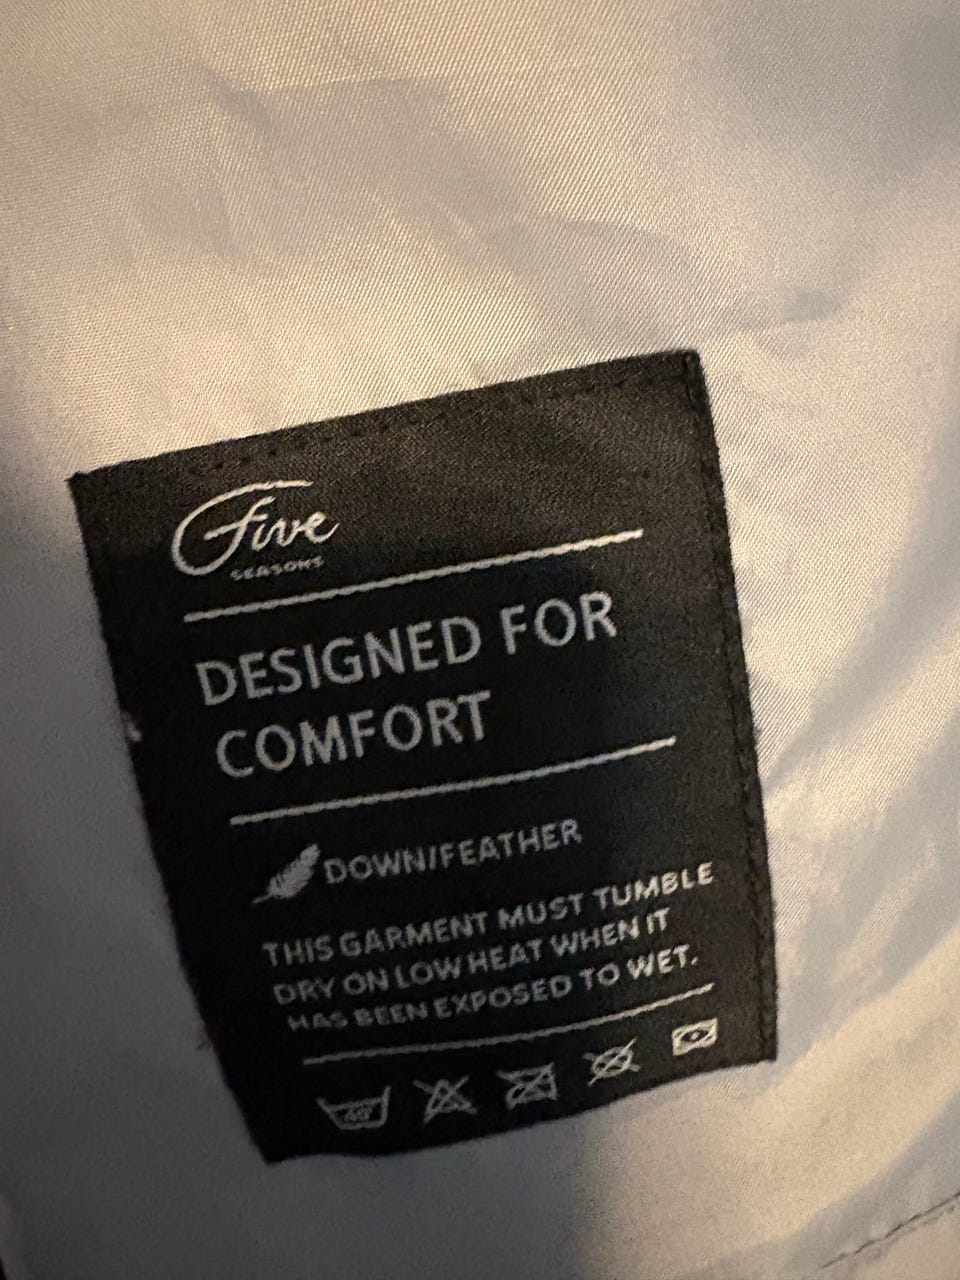 Five
SEASONS
DESIGNED FOR
COMFORT
DOWN/FEATHER
THIS GARMENT MUST TUMBLE
DRY ON LOW HEAT WHEN IT
HAS BEEN EXPOSED TO WET.